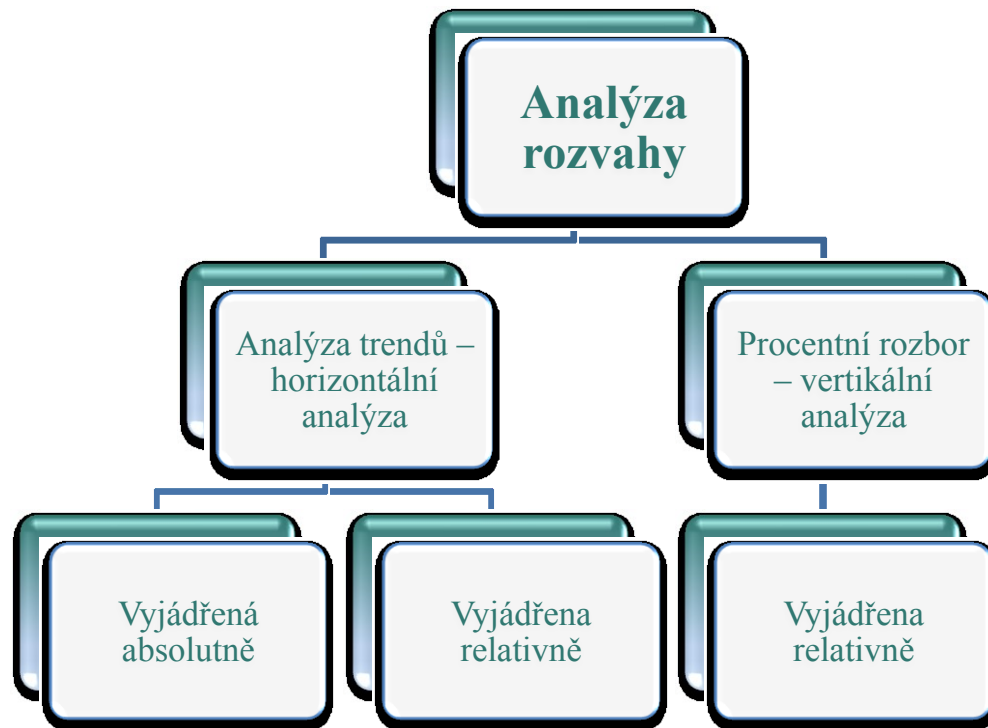 Analýza
rozvahy
Analýza trendů –
horizontální
analýza
Procentní rozbor
– vertikální
analýza
Vyjádřená
absolutně
Vyjádřena
relativně
Vyjádřena
relativně